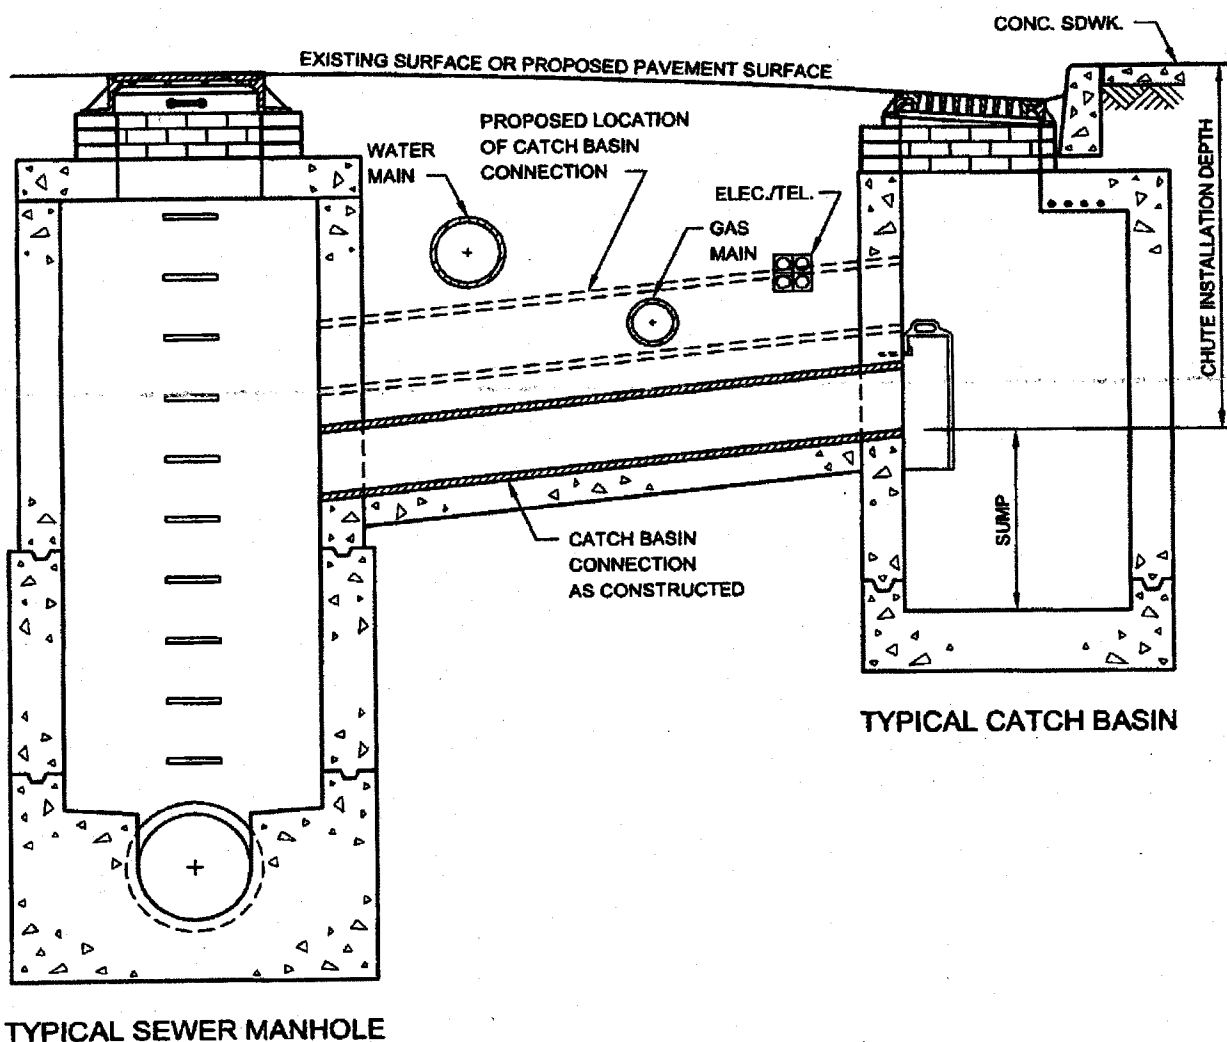 CONC. SDWK.
EXISTING SURFACE OR PROPOSED PAVEMENT SURFACE
PROPOSED LOCATION
OF CATCH BASIN
CONNECTION
WATER
MAIN
ELEC./TEL.
GAS
MAIN
CHUTE INSTALLATION DEPTH
SUMP
CATCH BASIN
CONNECTION
AS CONSTRUCTED
TYPICAL CATCH BASIN
TYPICAL SEWER MANHOLE